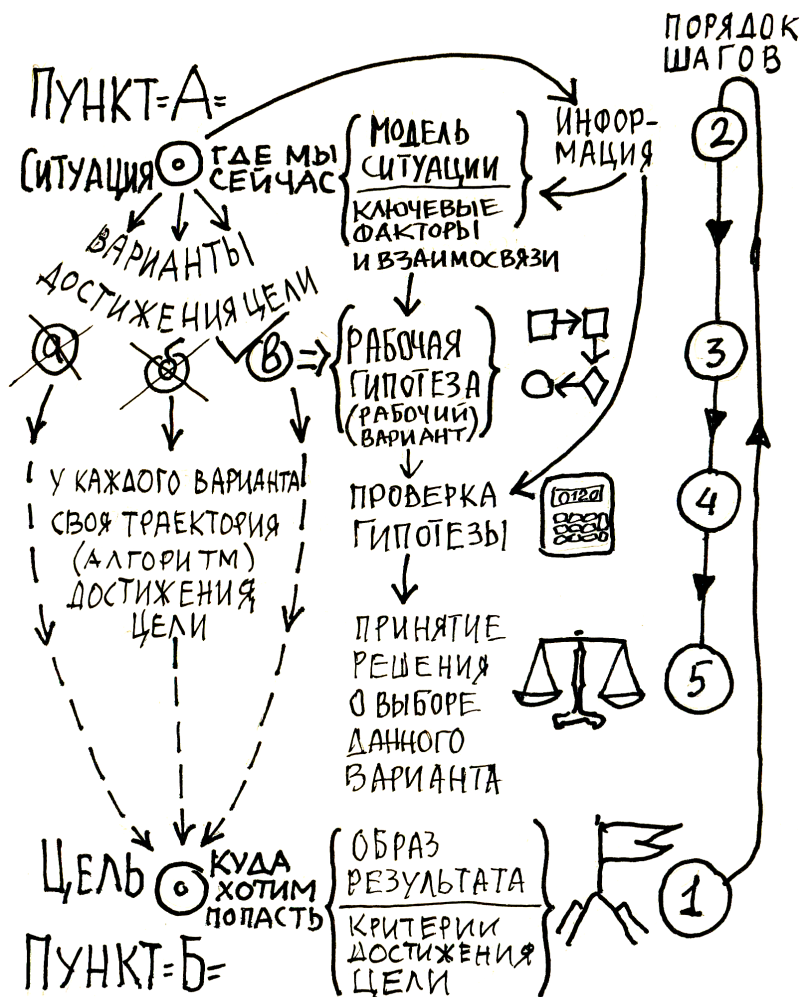 ПОРЯДОК
ШАГОВ
ПУНКТ=А=
СИТУАЦИЯ
ГДЕ МЫ
СЕЙЧАС
МОДЕЛЬ
СИТУАЦИИ
КЛЮЧЕВЫЕ
ФАКТОРЫ
И ВЗАИМОСВЯЗИ
ИНФОР-
МАЦИЯ
2
ВАРИАНТЫ
ДОСТИЖЕНИЯ ЦЕЛИ
а
б
в
РАБОЧАЯ
ГИПОТЕЗА
(РАБОЧИЙ
ВАРИАНТ)
3
У КАЖДОГО ВАРИАНТА
СВОЯ ТРАЕКТОРИЯ
(АЛГОРИТМ)
ДОСТИЖЕНИЯ
ЦЕЛИ
ПРОВЕРКА
ГИПОТЕЗЫ
0120
4
ПРИНЯТИЕ
РЕШЕНИЯ
О ВЫБОРЕ
ДАННОГО
ВАРИАНТА
5
ЦЕЛЬ
КУДА
ХОТИМ
ПОПАСТЬ
ОБРАЗ
РЕЗУЛЬТАТА
КРИТЕРИИ
ДОСТИЖЕНИЯ
ЦЕЛИ
1
ПУНКТ=Б=